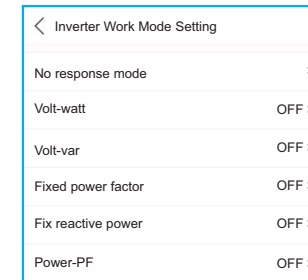 Inverter Work Mode Setting
No response mode
Volt-watt OFF
Volt-var OFF
Fixed power factor OFF
Fix reactive power OFF
Power-PF OFF